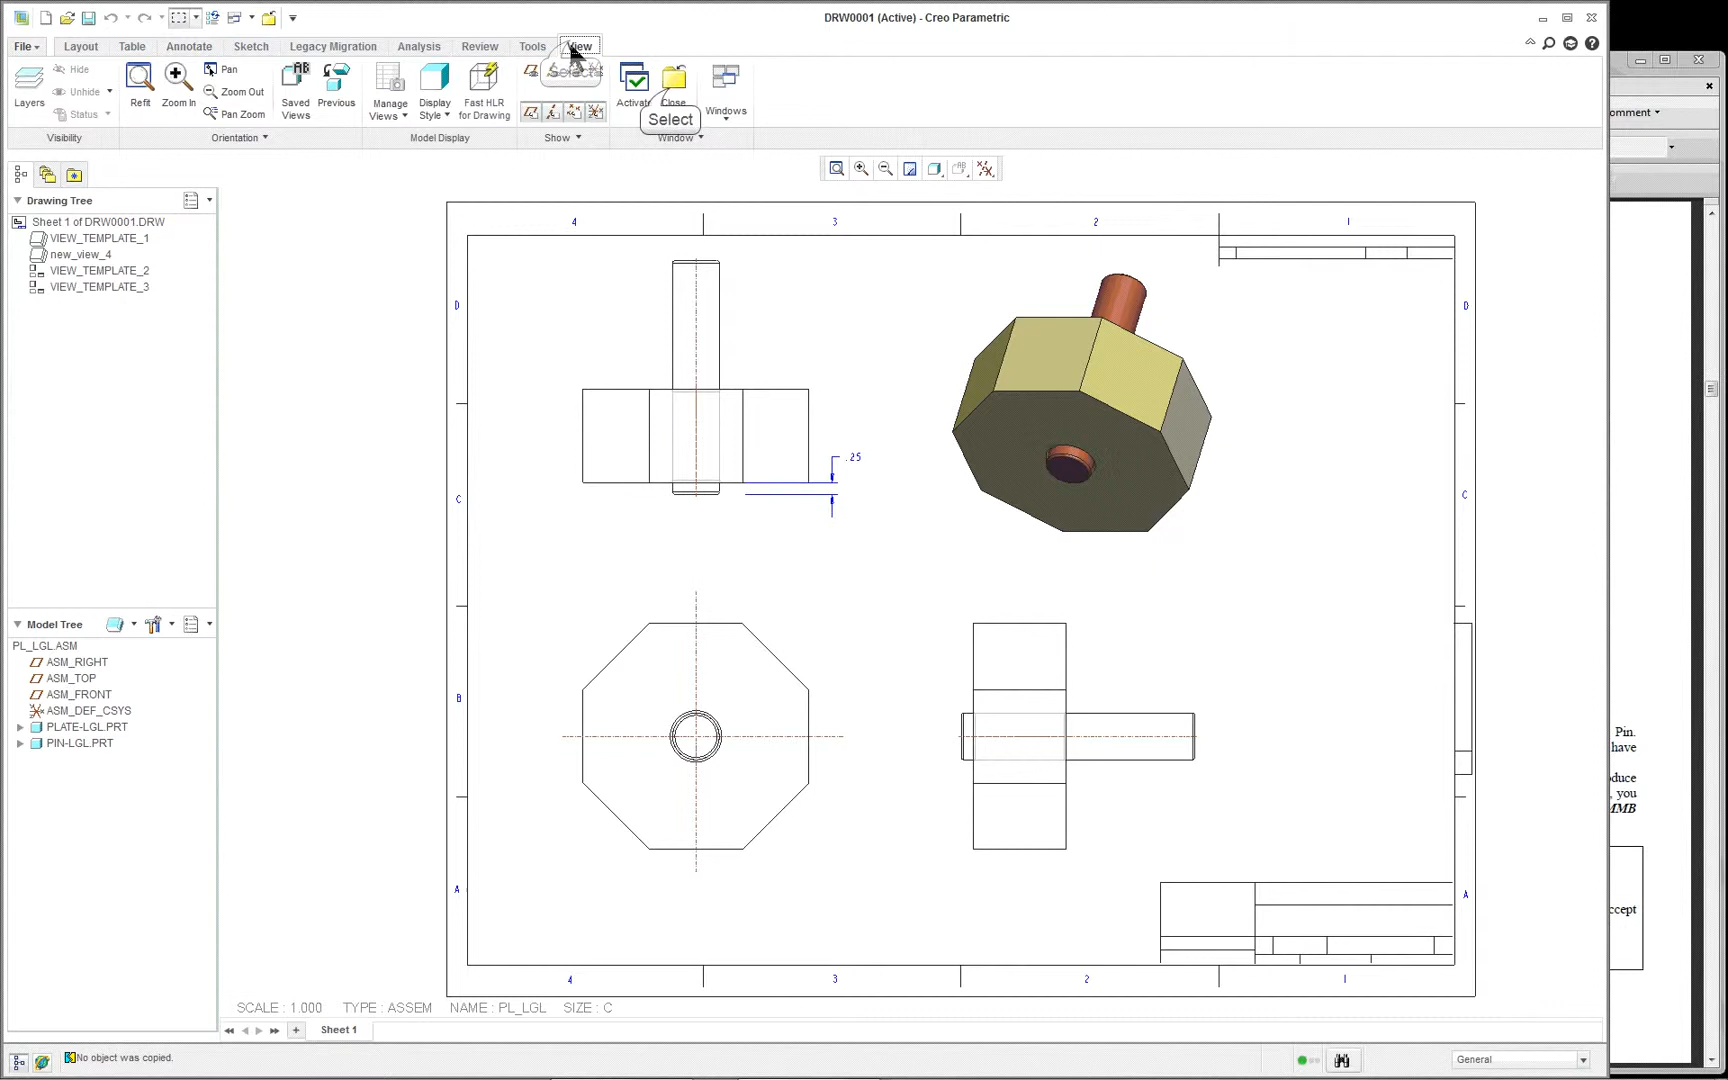 DRW0001 (Active) - Creo Parametric
File Layout Table Annotate Sketch Legacy Migration Analysis Review Tools View
Layers
Hide
Unhide
Status
Visibility
Refit
Zoom In
Pan
Zoom Out
Pan Zoom
Orientation
Saved
Views
Previous
Manage
Views
Display
Style
Fast HLR
for Drawing
Model Display
Show
Close
Select
Windows
Window
Drawing Tree
Sheet 1 of DRW0001.DRW
VIEW_TEMPLATE_1
new_view_4
VIEW_TEMPLATE_2
VIEW_TEMPLATE_3
Model Tree
PL_LGL.ASM
ASM_RIGHT
ASM_TOP
ASM_FRONT
ASM_DEF_CSYS
PLATE-LGL.PRT
PIN-LGL.PRT
4 3 2 1
D D
.25
C C
B
A A
4 3 2 1
SCALE : 1.000 TYPE : ASSEM NAME : PL_LGL SIZE : C
Sheet 1
No object was copied.
General
omment
Pin.
have
duce
, you
MMB
ccept